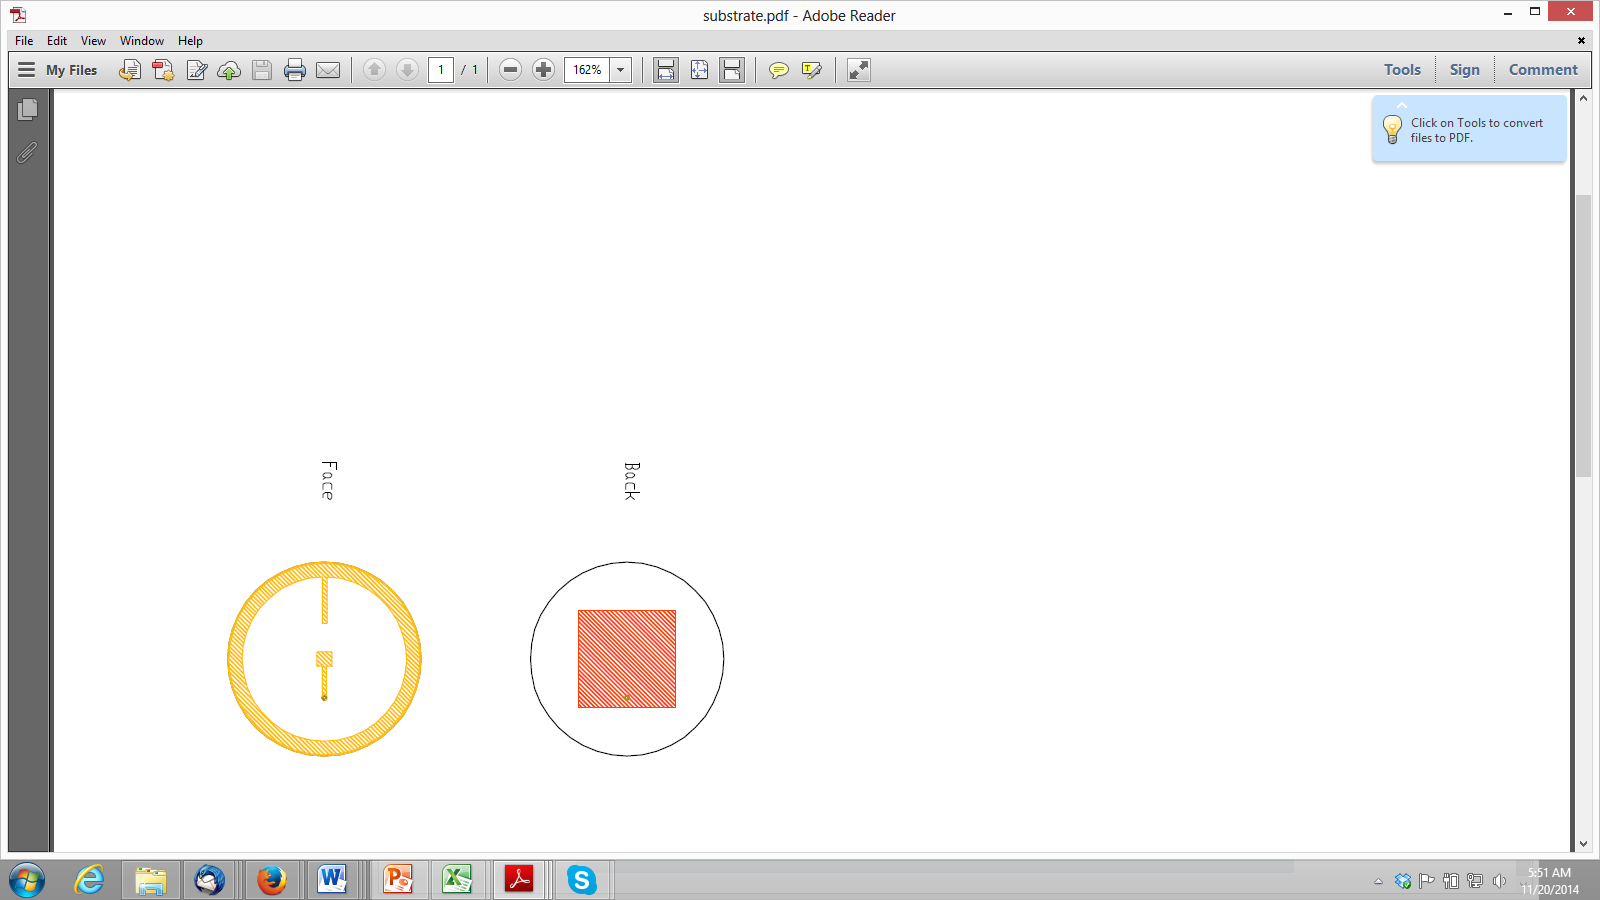 substrate.pdf - Adobe Reader
File Edit View Window Help
My Files 1 / 1 162% Tools Sign Comment
Click on Tools to convert
files to PDF.
Face Back
5:51 AM
11/20/2014